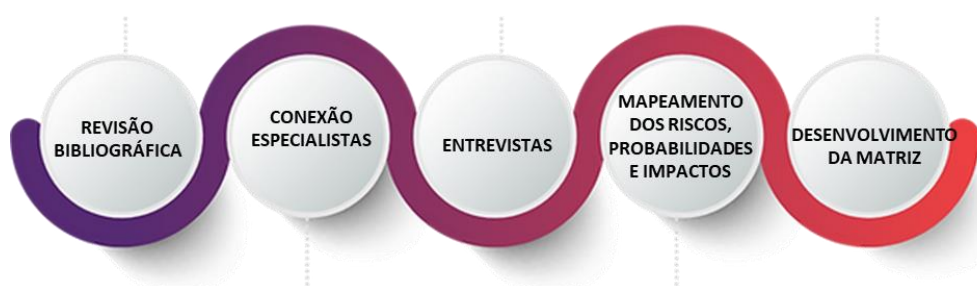 REVISÃO
BIBLIOGRÁFICA
CONEXÃO
ESPECIALISTAS
ENTREVISTAS
MAPEAMENTO
DOS RISCOS,
PROBABILIDADES
E IMPACTOS
DESENVOLVIMENTO
DA MATRIZ